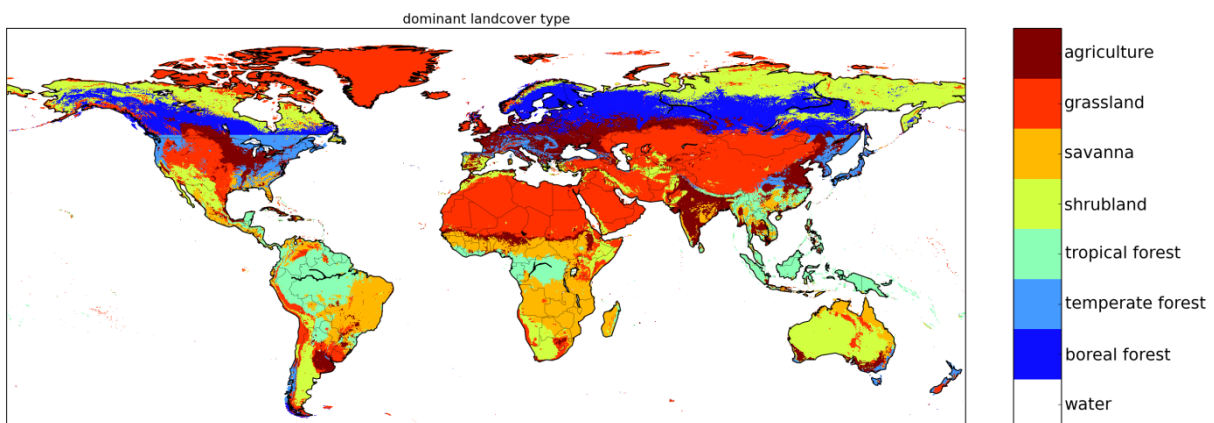 dominant landcover type
agriculture
grassland
savanna
shrubland
tropical forest
temperate forest
boreal forest
water